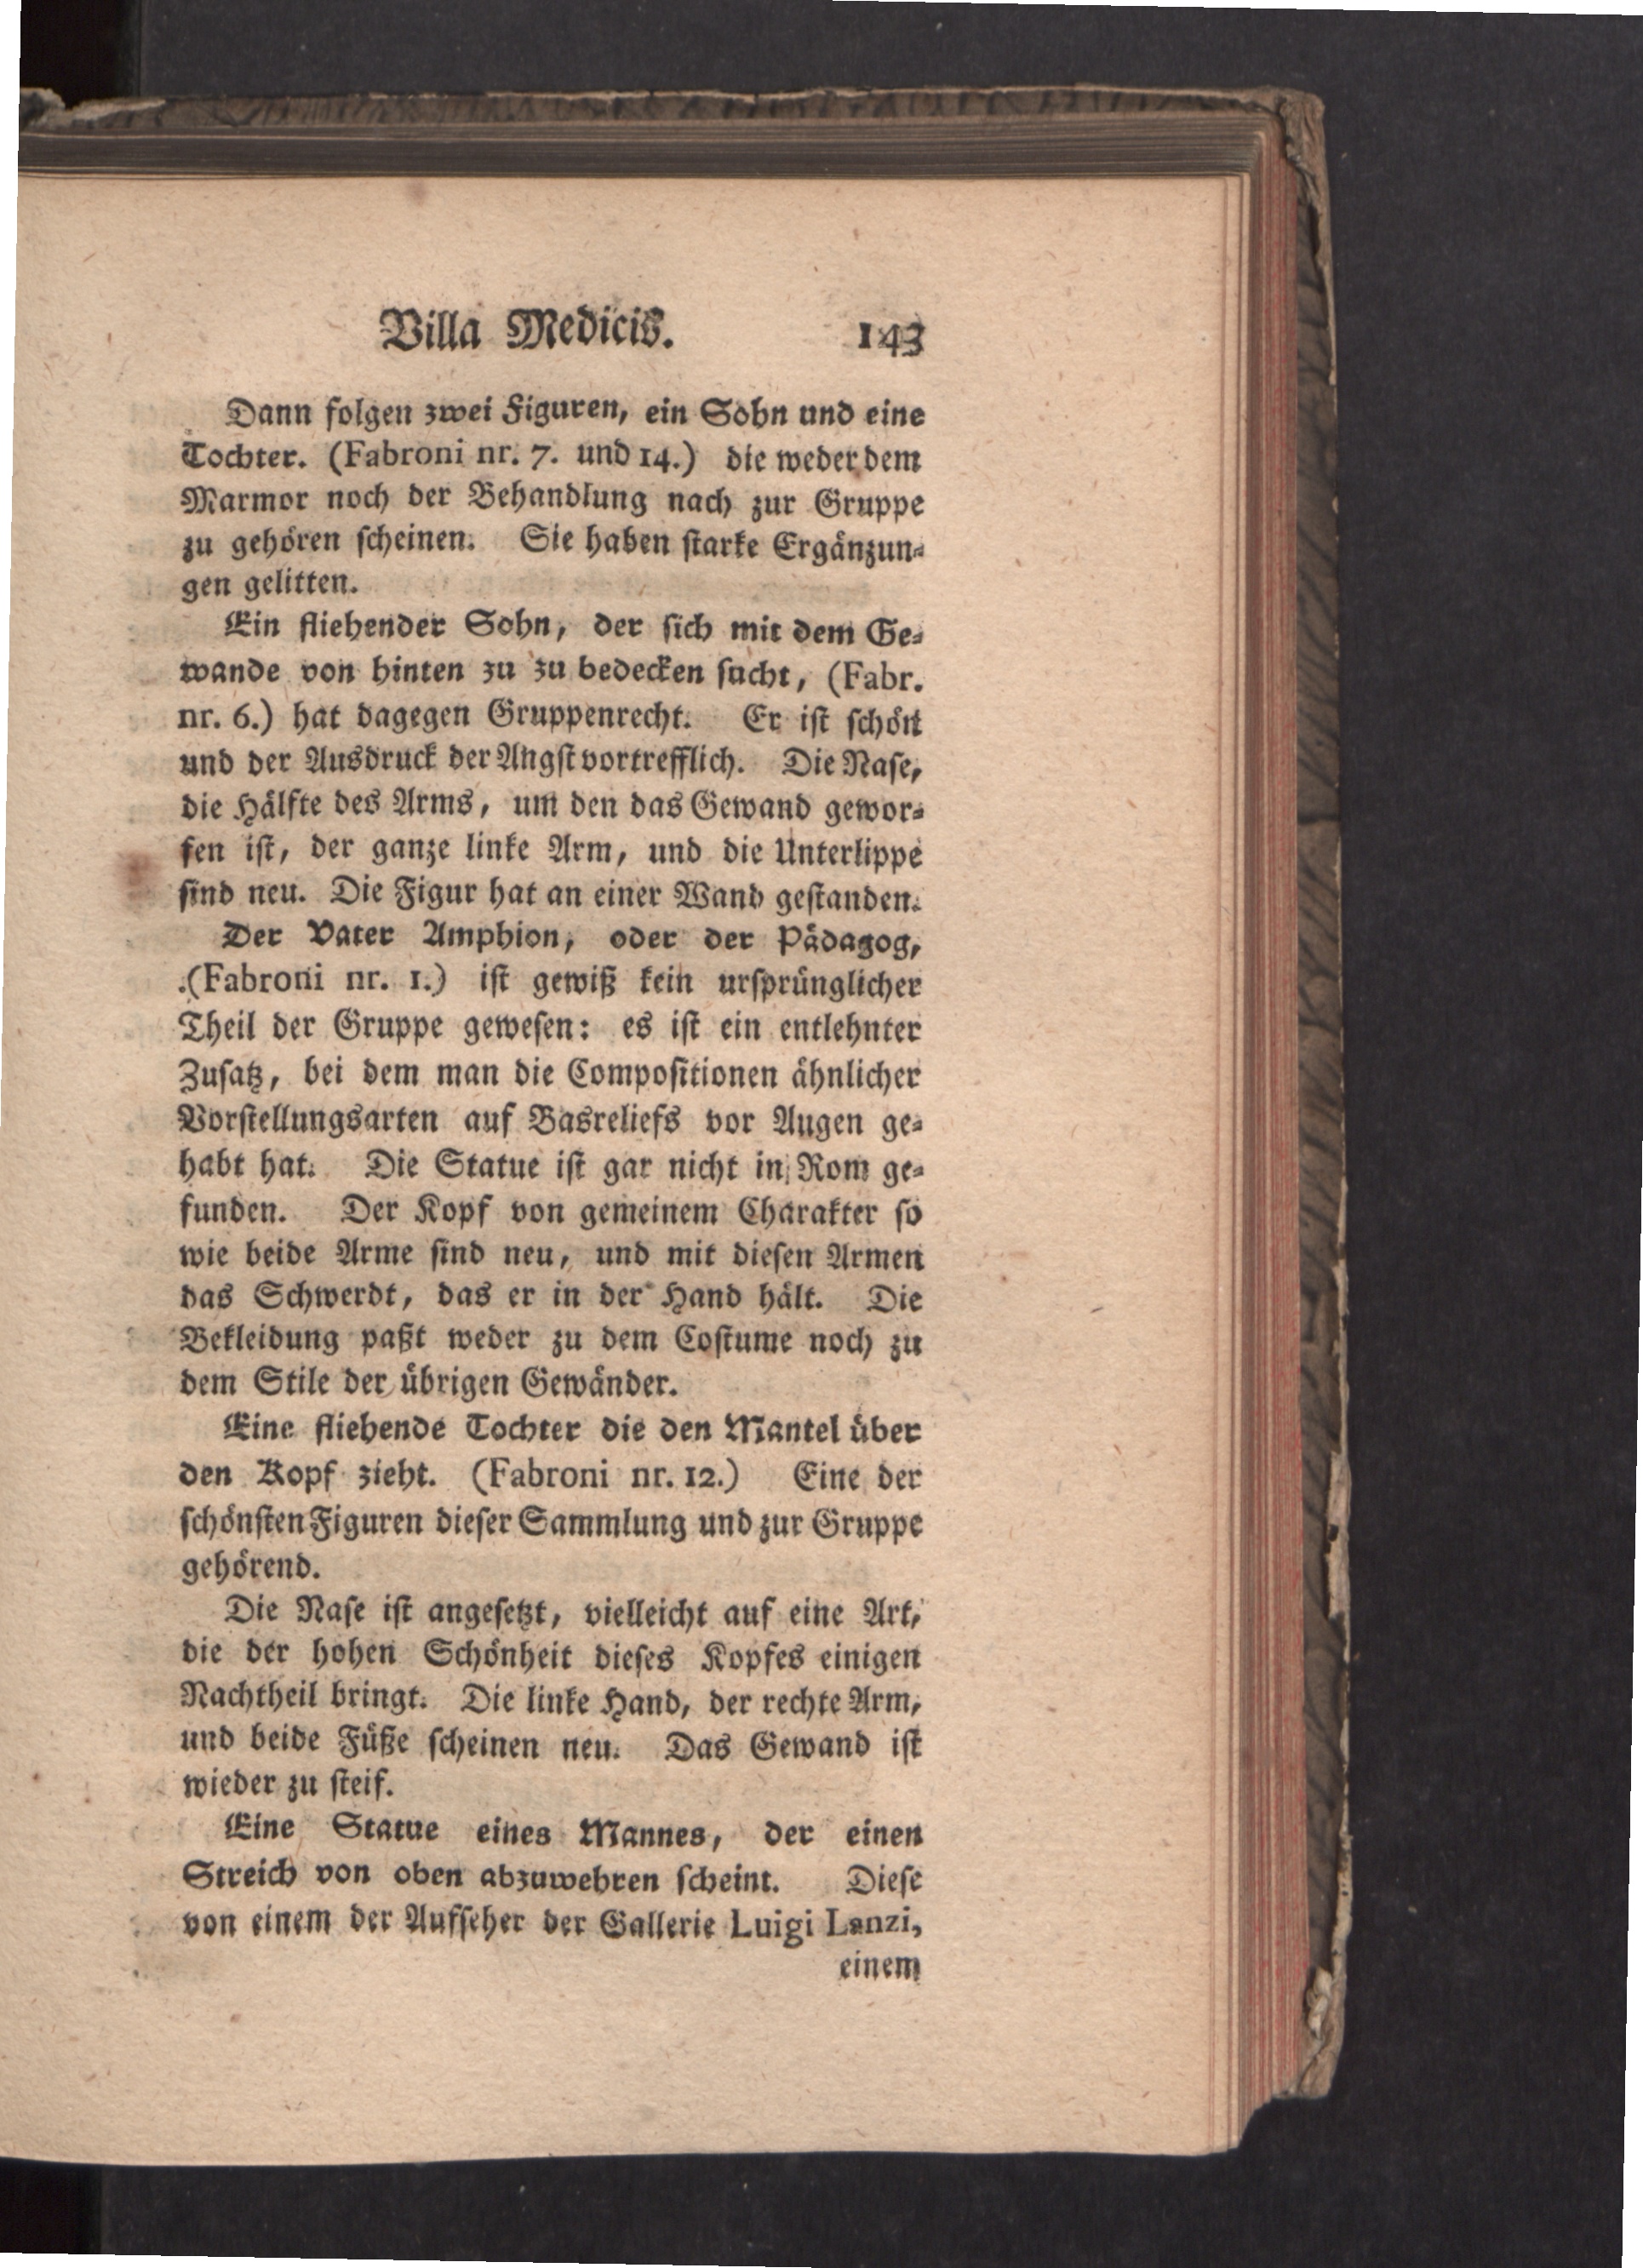 Villa Medicis. 143
Dann folgen zwei Figuren, ein Sohn und eine
Tochter. (Fabroni nr. 7. und 14.) die weder dem
Marmor noch der Behandlung nach zur Gruppe
zu gehören scheinen. Sie haben starke Ergänzun-
gen gelitten.
Ein fliehender Sohn, der sich mit dem Ge-
wande von hinten zu zu bedecken sucht, (Fabr.
nr. 6.) hat dagegen Gruppenrecht. Er ist schön
und der Ausdruck der Angst vortrefflich. Die Nase,
die Hälfte des Arms, um den das Gewand gewor-
fen ist, der ganze linke Arm, und die Unterlippe
sind neu. Die Figur hat an einer Wand gestanden.
Der Vater Amphion, oder der Pädagog,
(Fabroni nr. 1.) ist gewiß kein ursprünglicher
Theil der Gruppe gewesen: es ist ein entlehnter
Zusatz, bei dem man die Compositionen ähnlicher
Vorstellungsarten auf Basreliefs vor Augen ge-
habt hat. Die Statue ist gar nicht in Rom ge-
funden. Der Kopf von gemeinem Charakter so
wie beide Arme sind neu, und mit diesen Armen
das Schwerdt, das er in der Hand hält. Die
Bekleidung paßt weder zu dem Costume noch zu
dem Stile der übrigen Gewänder.
Eine fliehende Tochter die den Mantel über
den Kopf zieht. (Fabroni nr. 12.) Eine der
schönsten Figuren dieser Sammlung und zur Gruppe
gehörend.
Die Nase ist angesetzt, vielleicht auf eine Art,
die der hohen Schönheit dieses Kopfes einigen
Nachtheil bringt. Die linke Hand, der rechte Arm,
und beide Füße scheinen neu. Das Gewand ist
wieder zu steif.
Eine Statue eines Mannes, der einen
Streich von oben abzuwehren scheint. Diese
von einem der Aufseher der Gallerie Luigi Lanzi,
einem